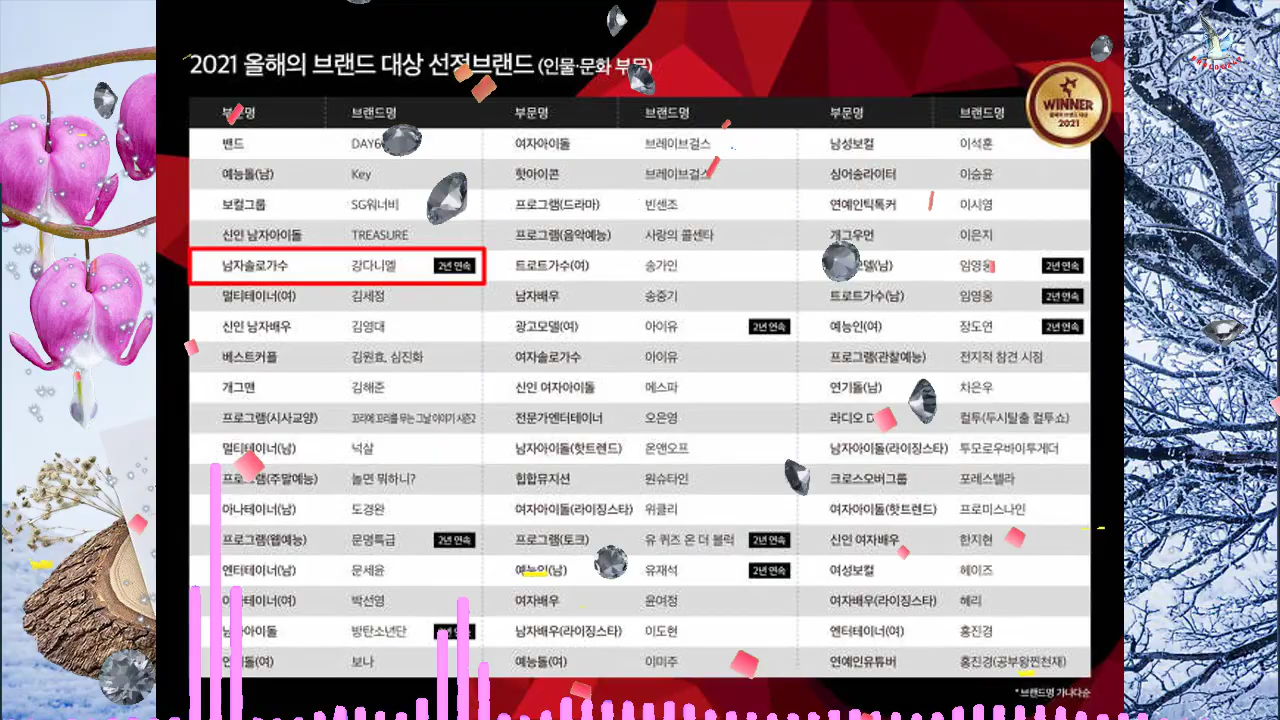 2021 올해의 브랜드 대상 선정브랜드 (인물·문화 부문)
WINNER
올해의 브랜드 대상
2021
브랜드명 부문명 브랜드명 부문명 브랜드명
밴드 DAY6 여자아이돌 브레이브걸스 남성보컬 이석훈
예능돌(남) Key 핫아이콘 브레이브걸스 싱어송라이터 이승윤
보컬그룹 SG워너비 프로그램(드라마) 빈센조 연예인틱톡커 이시영
신인 남자아이돌 TREASURE 프로그램(음악예능) 사랑의 콜센타 개그우먼 이은지
남자솔로가수 강다니엘 2년 연속 트로트가수(여) 송가인 임영웅 2년 연속
멀티테이너(여) 김세정 남자배우 송중기 트로트가수(남) 임영웅 2년 연속
신인 남자배우 김영대 광고모델(여) 아이유 2년 연속 예능인(여) 장도연 2년 연속
베스트커플 김원효, 심진화 여자솔로가수 아이유 프로그램(관찰예능) 전지적 참견 시점
개그맨 김해준 신인 여자아이돌 에스파 연기돌(남) 차은우
프로그램(시사교양) 꼬리에 꼬리를 무는 그날 이야기 시즌2 전문가엔터테이너 오은영 라디오 컬투(두시탈출 컬투쇼)
멀티테이너(남) 넉살 남자아이돌(핫트렌드) 온앤오프 남자아이돌(라이징스타) 투모로우바이투게더
프로그램(주말예능) 놀면 뭐하니? 힙합뮤지션 원슈타인 크로스오버그룹 포레스텔라
아나테이너(남) 도경완 여자아이돌(라이징스타) 위클리 여자아이돌(핫트렌드) 프로미스나인
프로그램(웹예능) 문명특급 2년 연속 프로그램(토크) 유 퀴즈 온 더 블럭 2년 연속 신인 여자배우 한지현
엔터테이너(남) 문세윤 예능인(남) 유재석 2년 연속 여성보컬 헤이즈
박선영 여자배우 윤여정 여자배우(라이징스타) 혜리
남자아이돌 방탄소년단 남자배우(라이징스타) 이도현 엔터테이너(여) 홍진경
보나 예능돌(여) 이미주 연예인유튜버 홍진경(공부왕찐천재)
* 브랜드명 가나다순